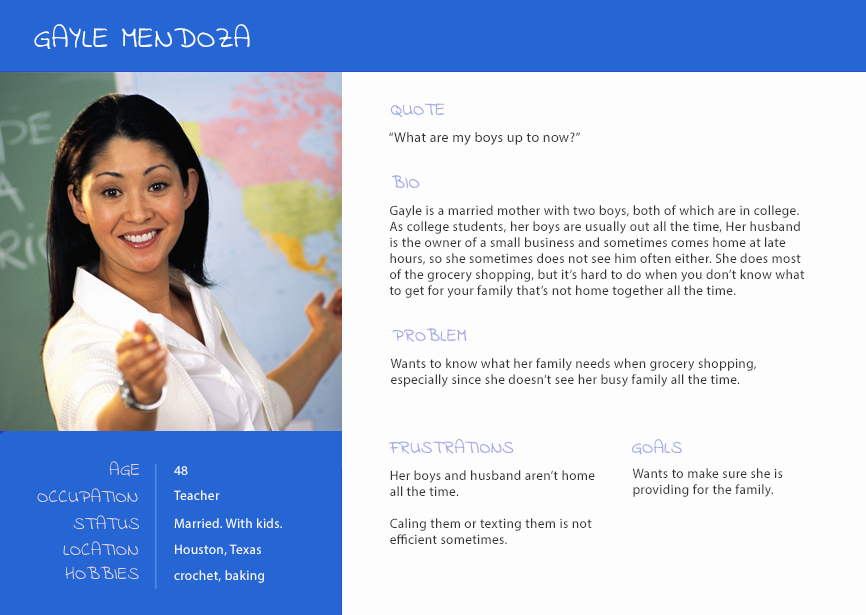 GAYLE MENDOZA
PE
A
RIC
QUOTE
“What are my boys up to now?”
BIO
Gayle is a married mother with two boys, both of which are in college.
As college students, her boys are usually out all the time, Her husband
is the owner of a small business and sometimes comes home at late
hours, so she sometimes does not see him often either. She does most
of the grocery shopping, but it’s hard to do when you don’t know what
to get for your family that’s not home together all the time.
PROBLEM
Wants to know what her family needs when grocery shopping,
especially since she doesn’t see her busy family all the time.
FRUSTRATIONS
Her boys and husband aren’t home
all the time.
Caling them or texting them is not
efficient sometimes.
GOALS
Wants to make sure she is
providing for the family.
AGE 48
OCCUPATION Teacher
STATUS Married. With kids.
LOCATION Houston, Texas
HOBBIES crochet, baking